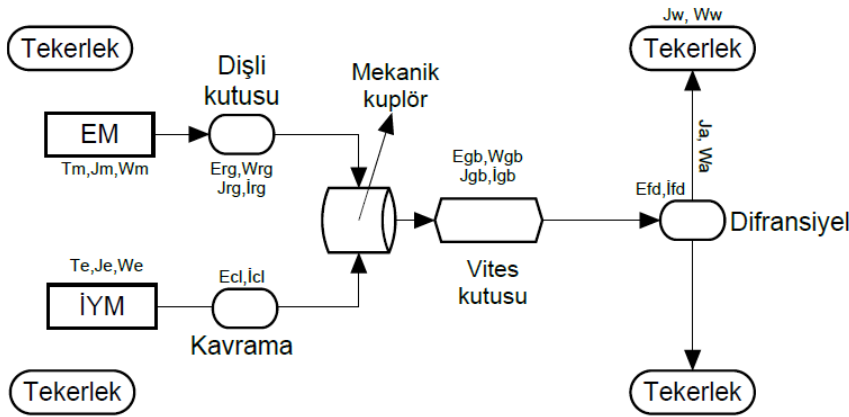 Tekerlek
Jw, Ww
Tekerlek
Dişli
kutusu
Mekanik
kuplör
EM
Tm,Jm,Wm
Erg,Wrg
Jrg,İrg
Egb,Wgb
Jgb,İgb
Ja, Wa
Efd,İfd
Difransiyel
Vites
kutusu
Te,Je,We
İYM
Ecl,İcl
Kavrama
Tekerlek
Tekerlek